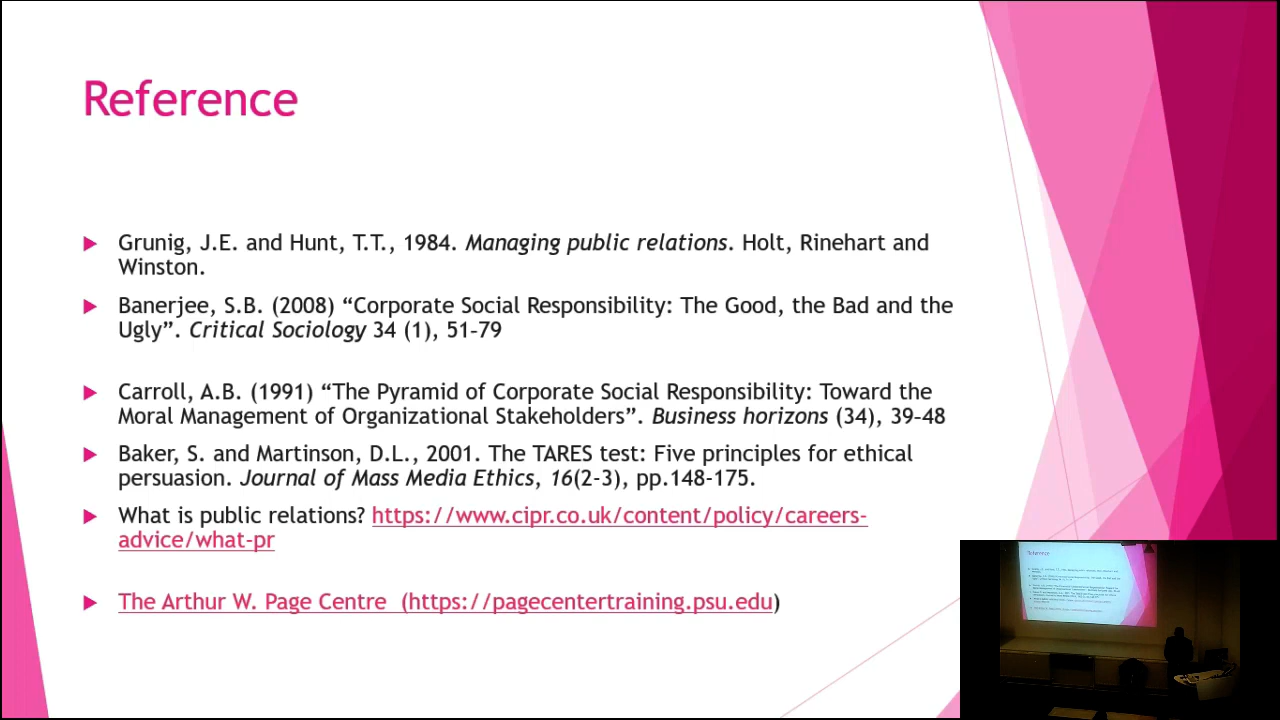 Reference
Grunig, J.E. and Hunt, T.T., 1984. Managing public relations. Holt, Rinehart and
Winston.
Banerjee, S.B. (2008) “Corporate Social Responsibility: The Good, the Bad and the
Ugly”. Critical Sociology 34 (1), 51–79
Carroll, A.B. (1991) “The Pyramid of Corporate Social Responsibility: Toward the
Moral Management of Organizational Stakeholders”. Business horizons (34), 39–48
Baker, S. and Martinson, D.L., 2001. The TARES test: Five principles for ethical
persuasion. Journal of Mass Media Ethics, 16(2-3), pp.148-175.
What is public relations? https://www.cipr.co.uk/content/policy/careers-
advice/what-pr
The Arthur W. Page Centre (https://pagecentertraining.psu.edu)
Reference